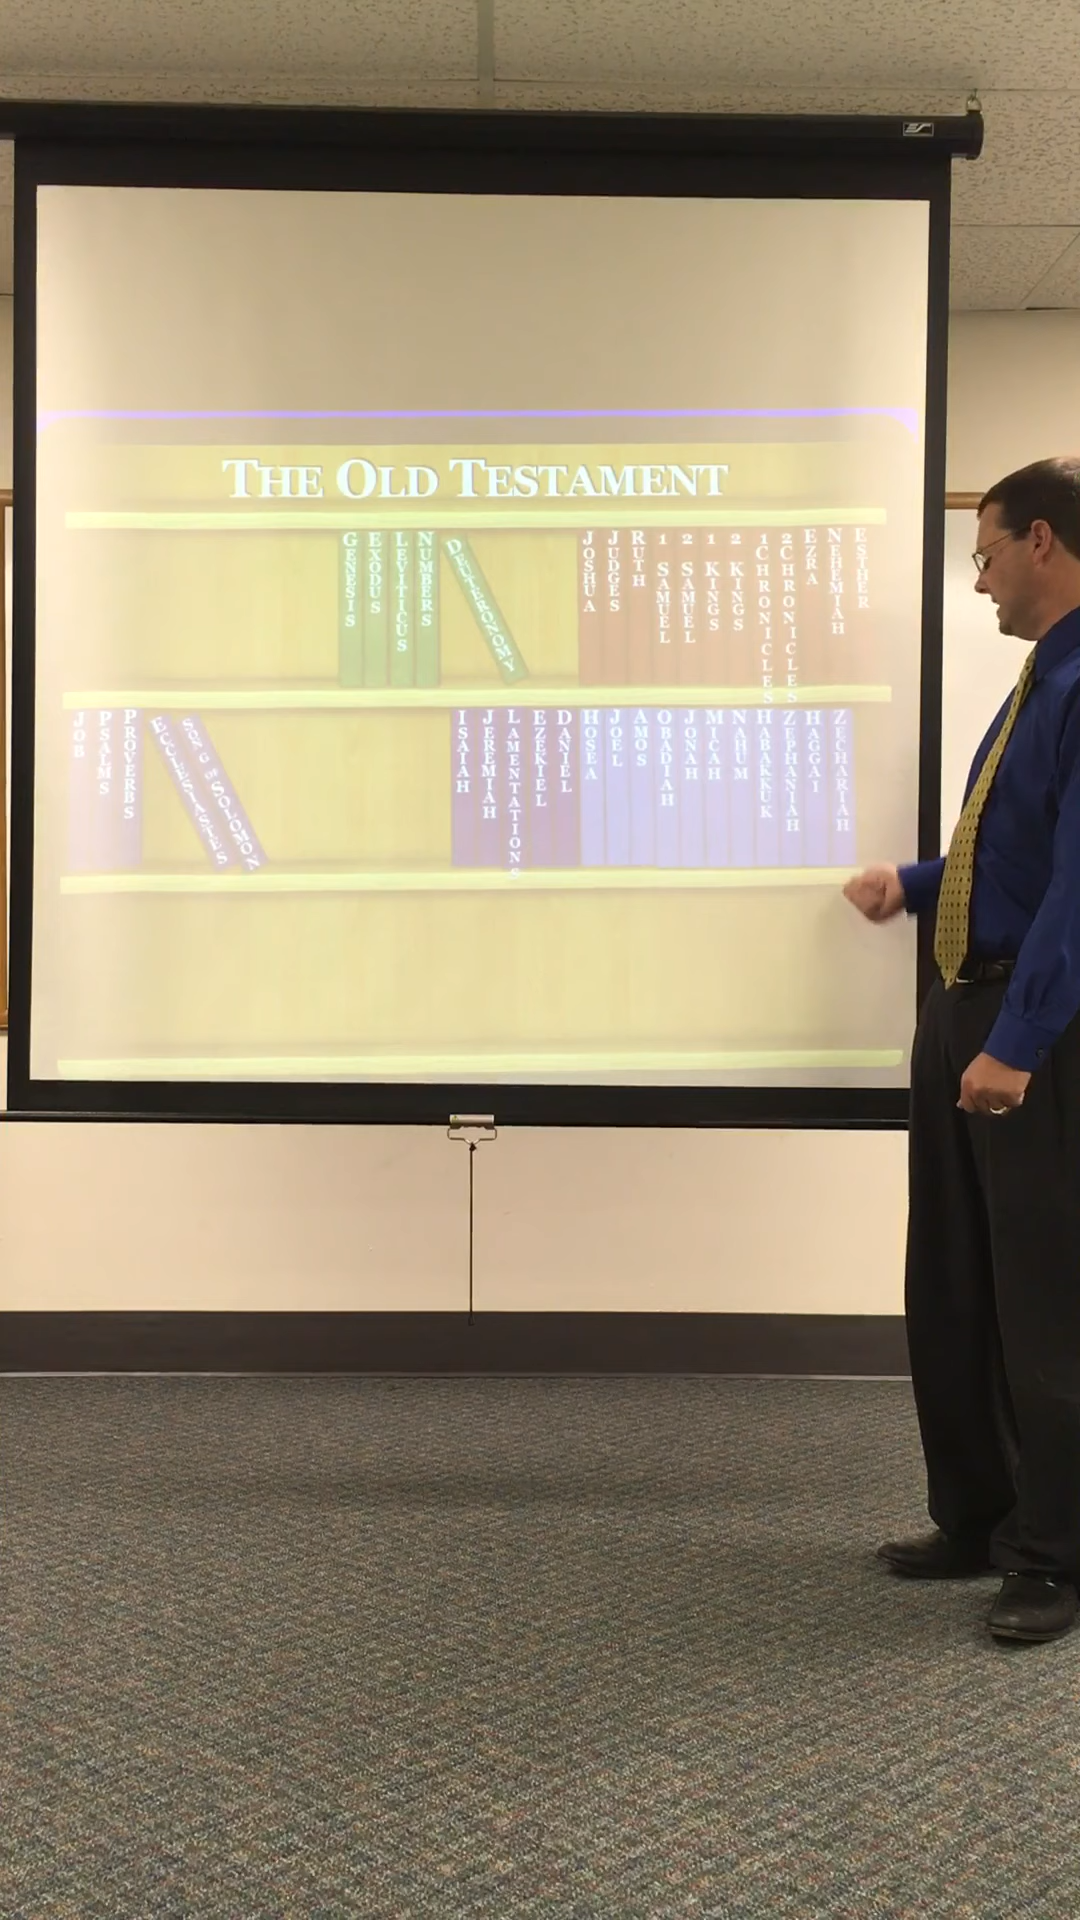 THE OLD TESTAMENT
GENESIS
EXODUS
LEVITICUS
NUMBERS
DEUTERONOMY
JOSHUA
JUDGES
RUTH
1 SAMUEL
2 SAMUEL
1 KINGS
2 KINGS
1 CHRONICLES
2 CHRONICLES
EZRA
NEHEMIAH
ESTHER
JOB
PSALMS
PROVERBS
ECCLESIASTES
SONG OF SOLOMON
ISAIAH
JEREMIAH
LAMENTATIONS
EZEKIEL
DANIEL
HOSEA
JOEL
AMOS
OBADIAH
JONAH
MICAH
NAHUM
HABAKKUK
ZEPHANIAH
HAGGAI
ZECHARIAH